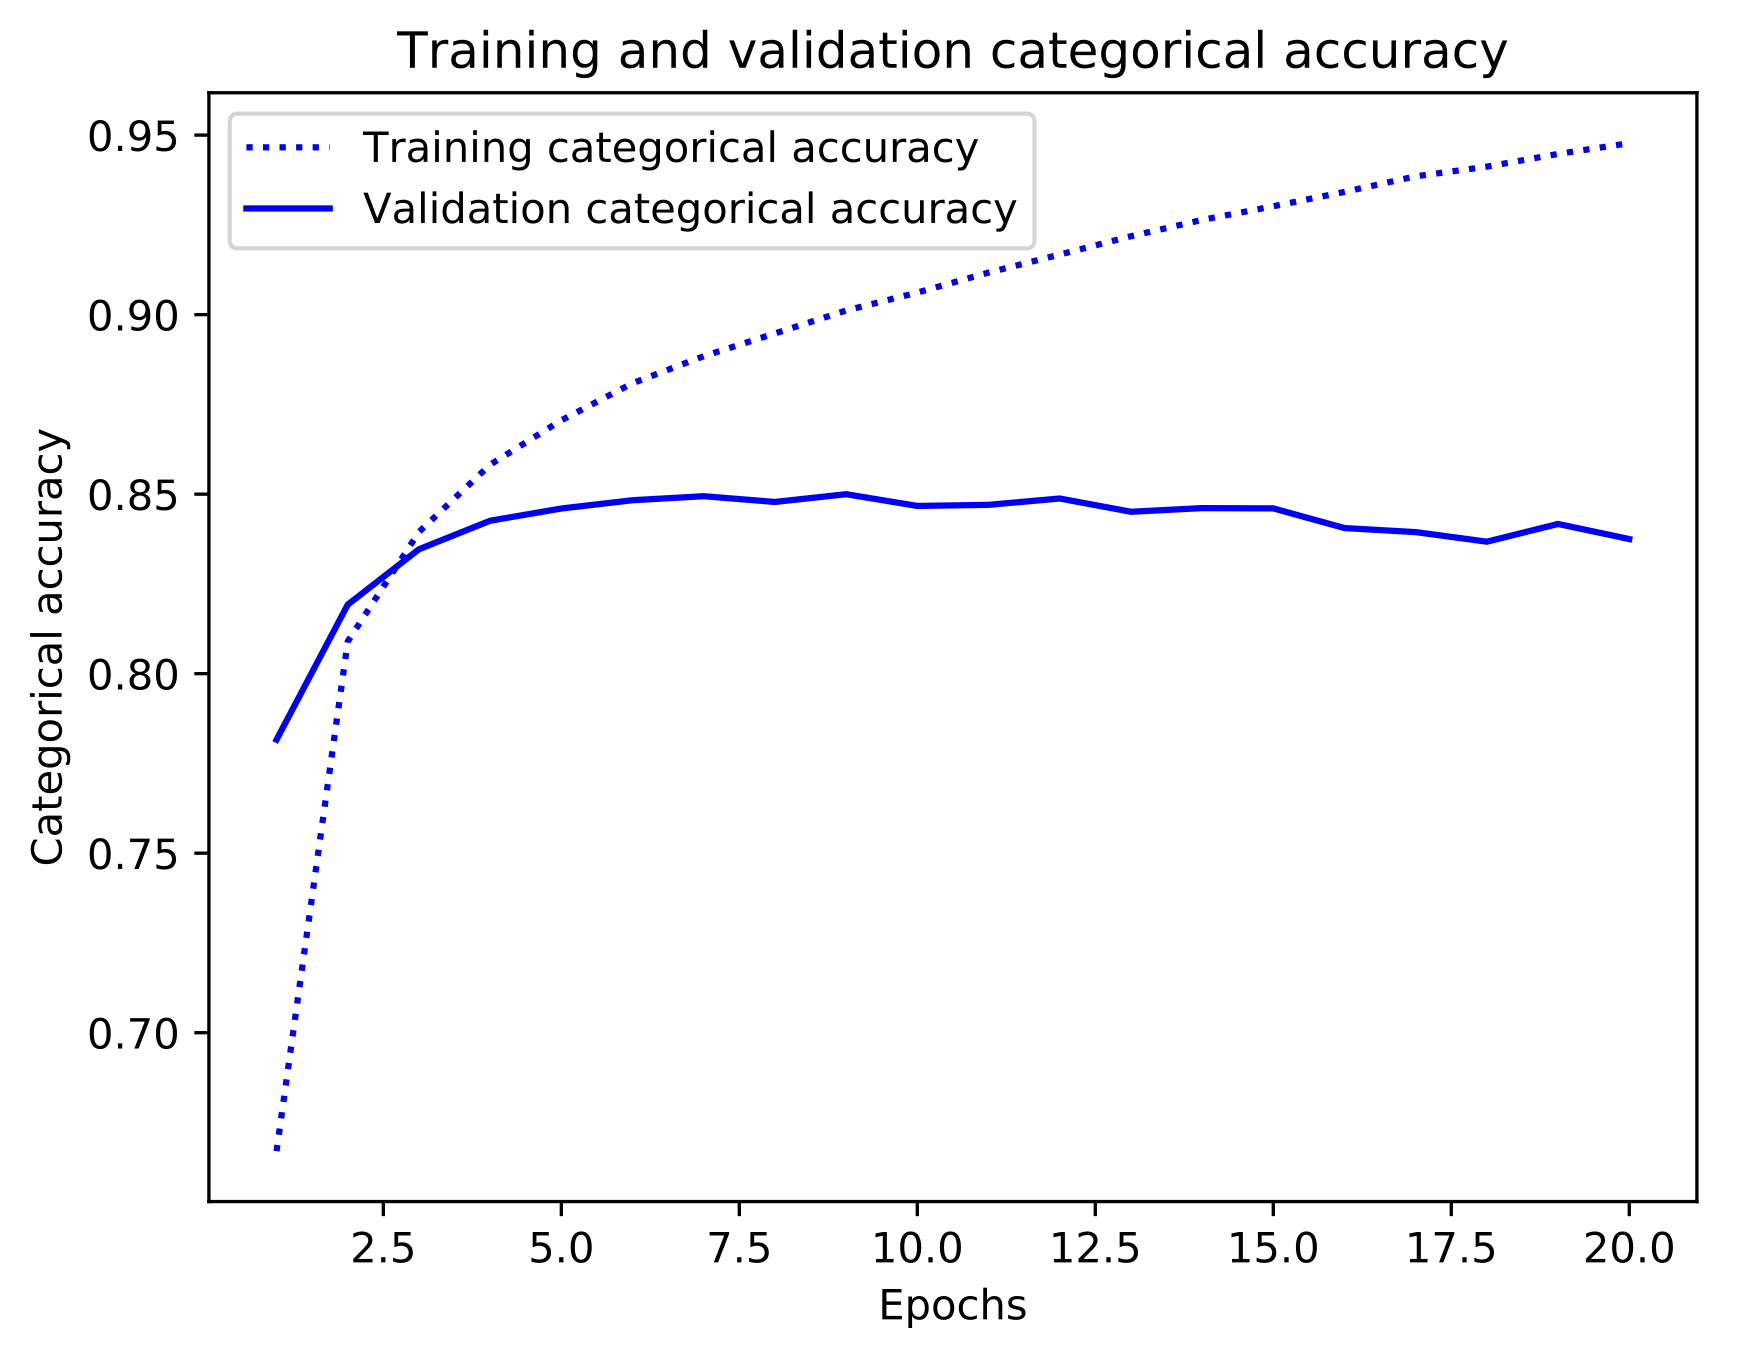 Training and validation categorical accuracy
Training categorical accuracy
Validation categorical accuracy
Categorical accuracy
0.95
0.90
0.85
0.80
0.75
0.70
2.5 5.0 7.5 10.0 12.5 15.0 17.5 20.0
Epochs